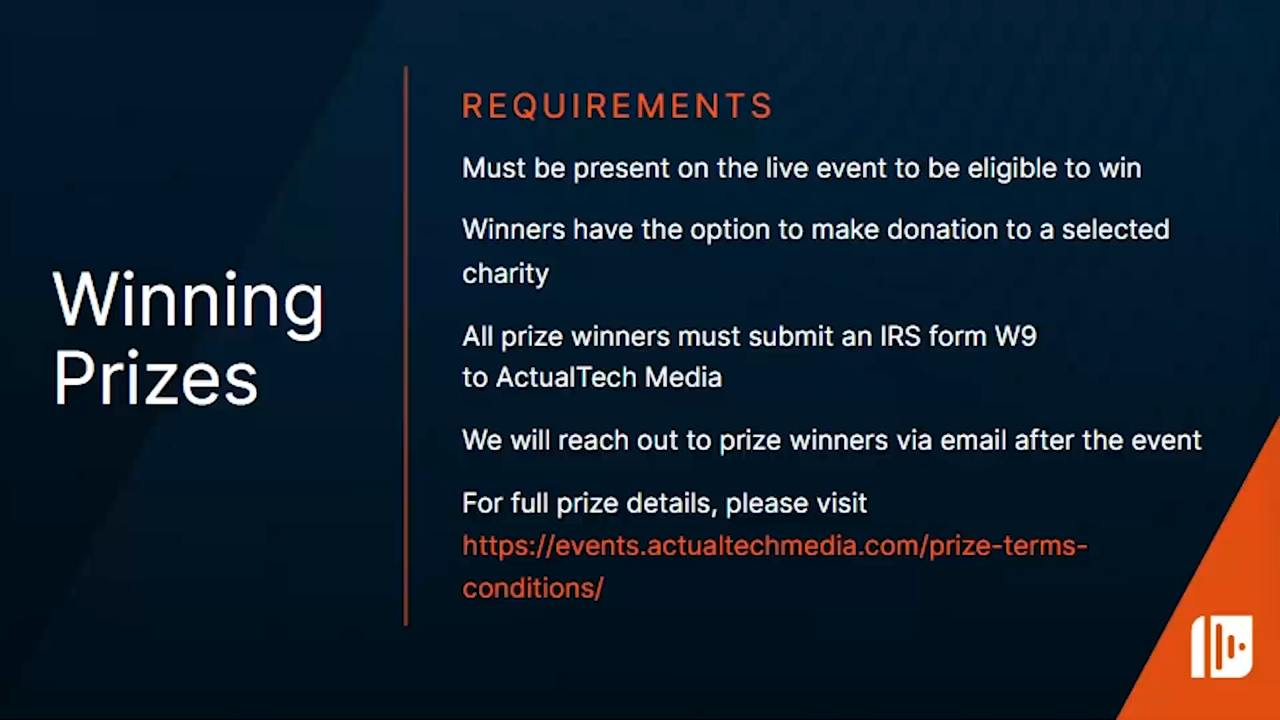 Winning
Prizes
REQUIREMENTS
Must be present on the live event to be eligible to win
Winners have the option to make donation to a selected
charity
All prize winners must submit an IRS form W9
to ActualTech Media
We will reach out to prize winners via email after the event
For full prize details, please visit
https://events.actualtechmedia.com/prize-terms-
conditions/